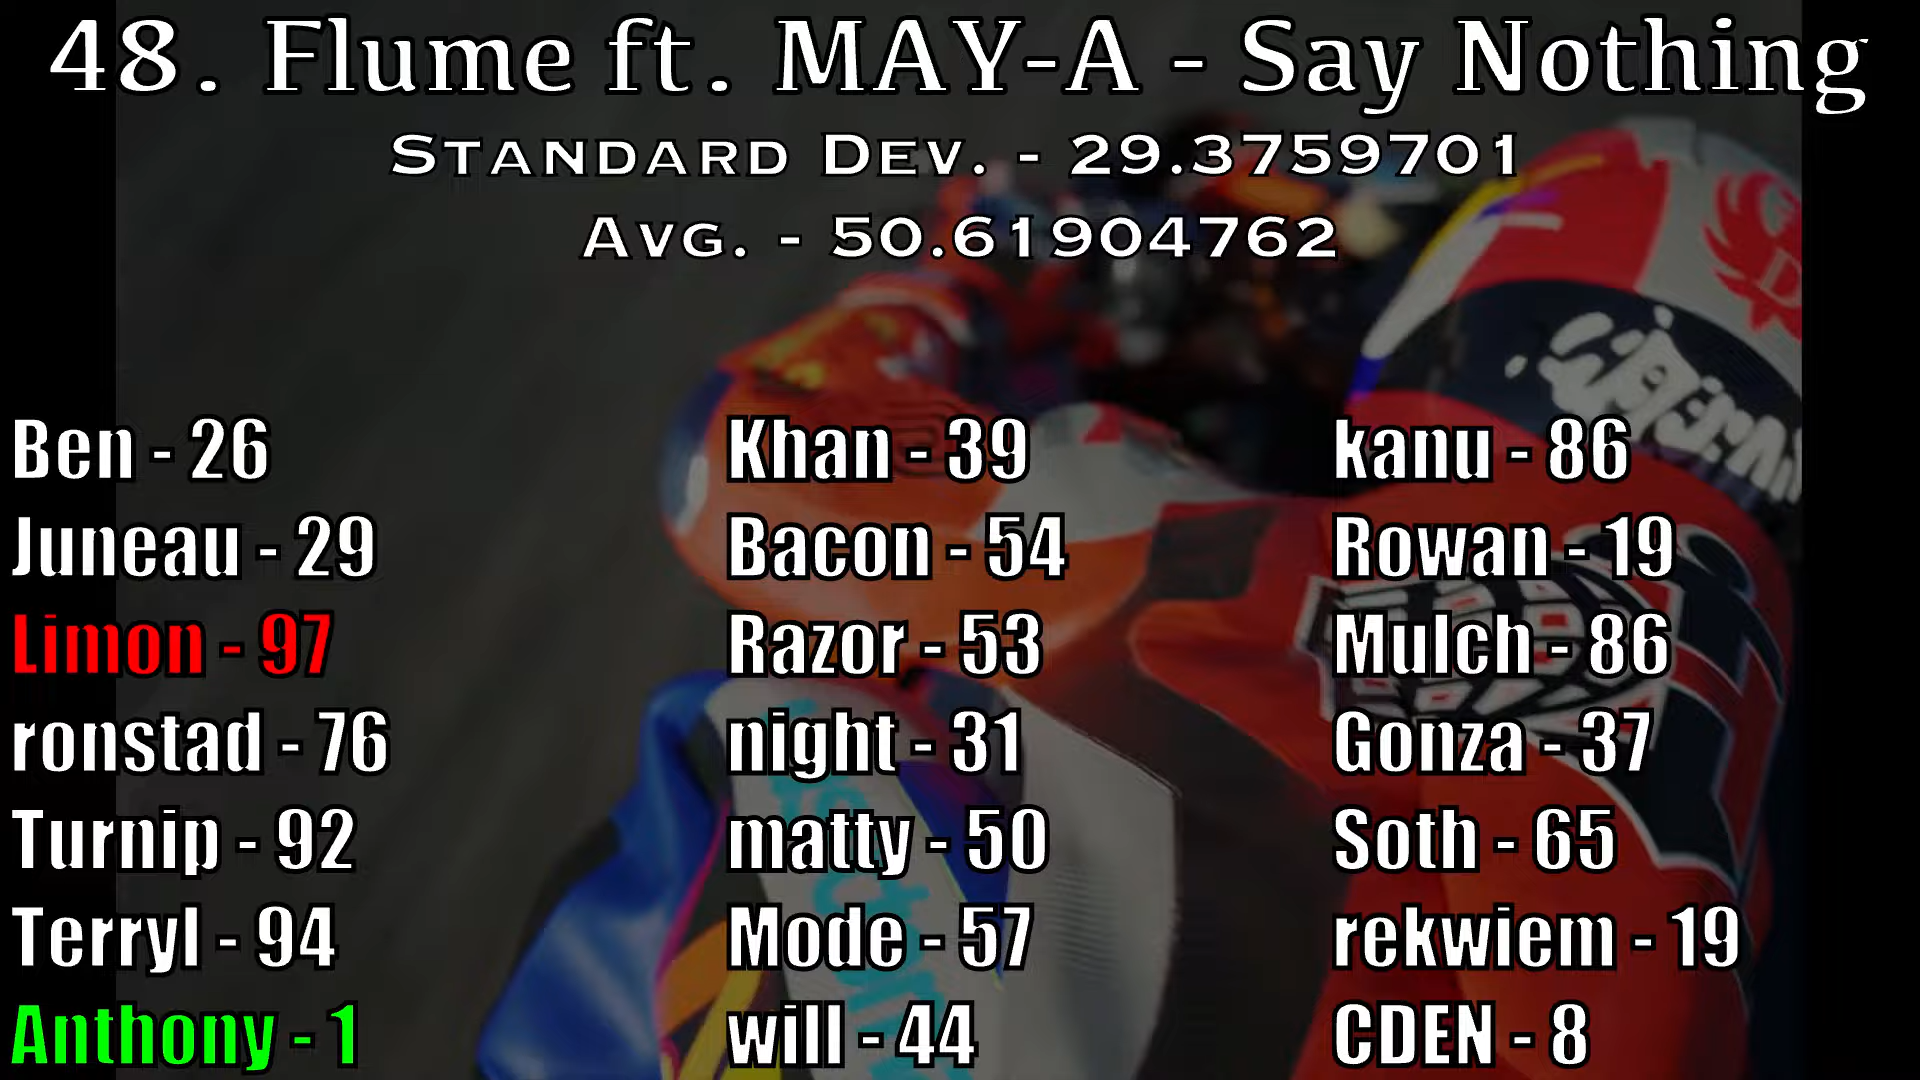 48. Flume ft. MAY-A - Say Nothing
Standard Dev. - 29.3759701
Avg. - 50.61904762
Ben - 26
Juneau - 29
Limon - 97
ronstad - 76
Turnip - 92
Terryl - 94
Anthony - 1
Khan - 39
Bacon - 54
Razor - 53
night - 31
matty - 50
Mode - 57
will - 44
kanu - 86
Rowan - 19
Mulch - 86
Gonza - 37
Soth - 65
rekwiem - 19
CDEN - 8